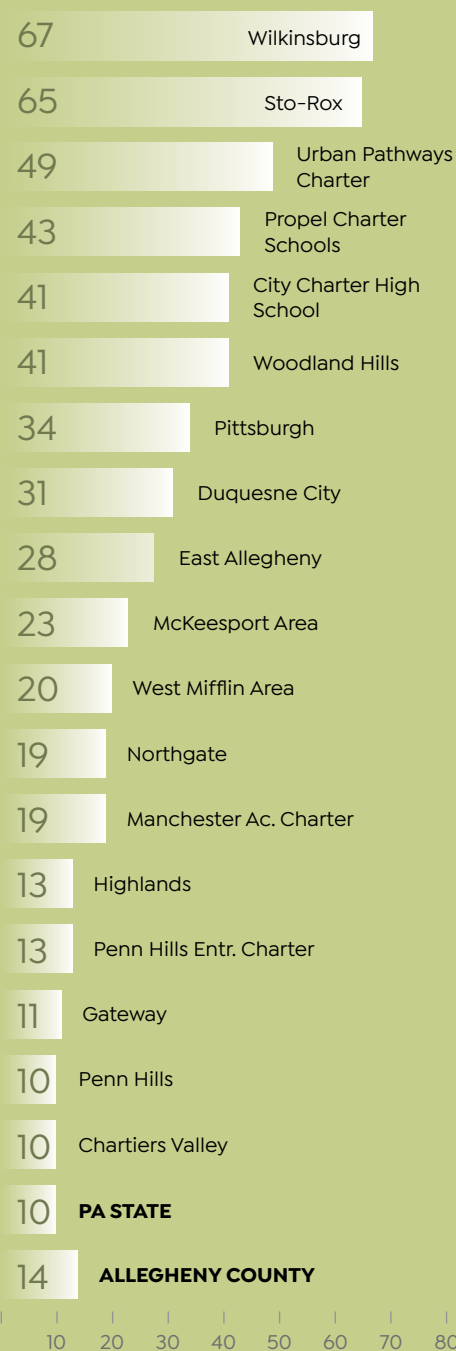 67 Wilkinsburg
65 Sto-Rox
49 Urban Pathways
Charter
43 Propel Charter
Schools
41 City Charter High
School
41 Woodland Hills
34 Pittsburgh
31 Duquesne City
28 East Allegheny
23 McKeesport Area
20 West Mifflin Area
19 Northgate
19 Manchester Ac. Charter
13 Highlands
13 Penn Hills Entr. Charter
11 Gateway
10 Penn Hills
10 Chartiers Valley
10 PA STATE
14 ALLEGHENY COUNTY
10 20 30 40 50 60 70 80